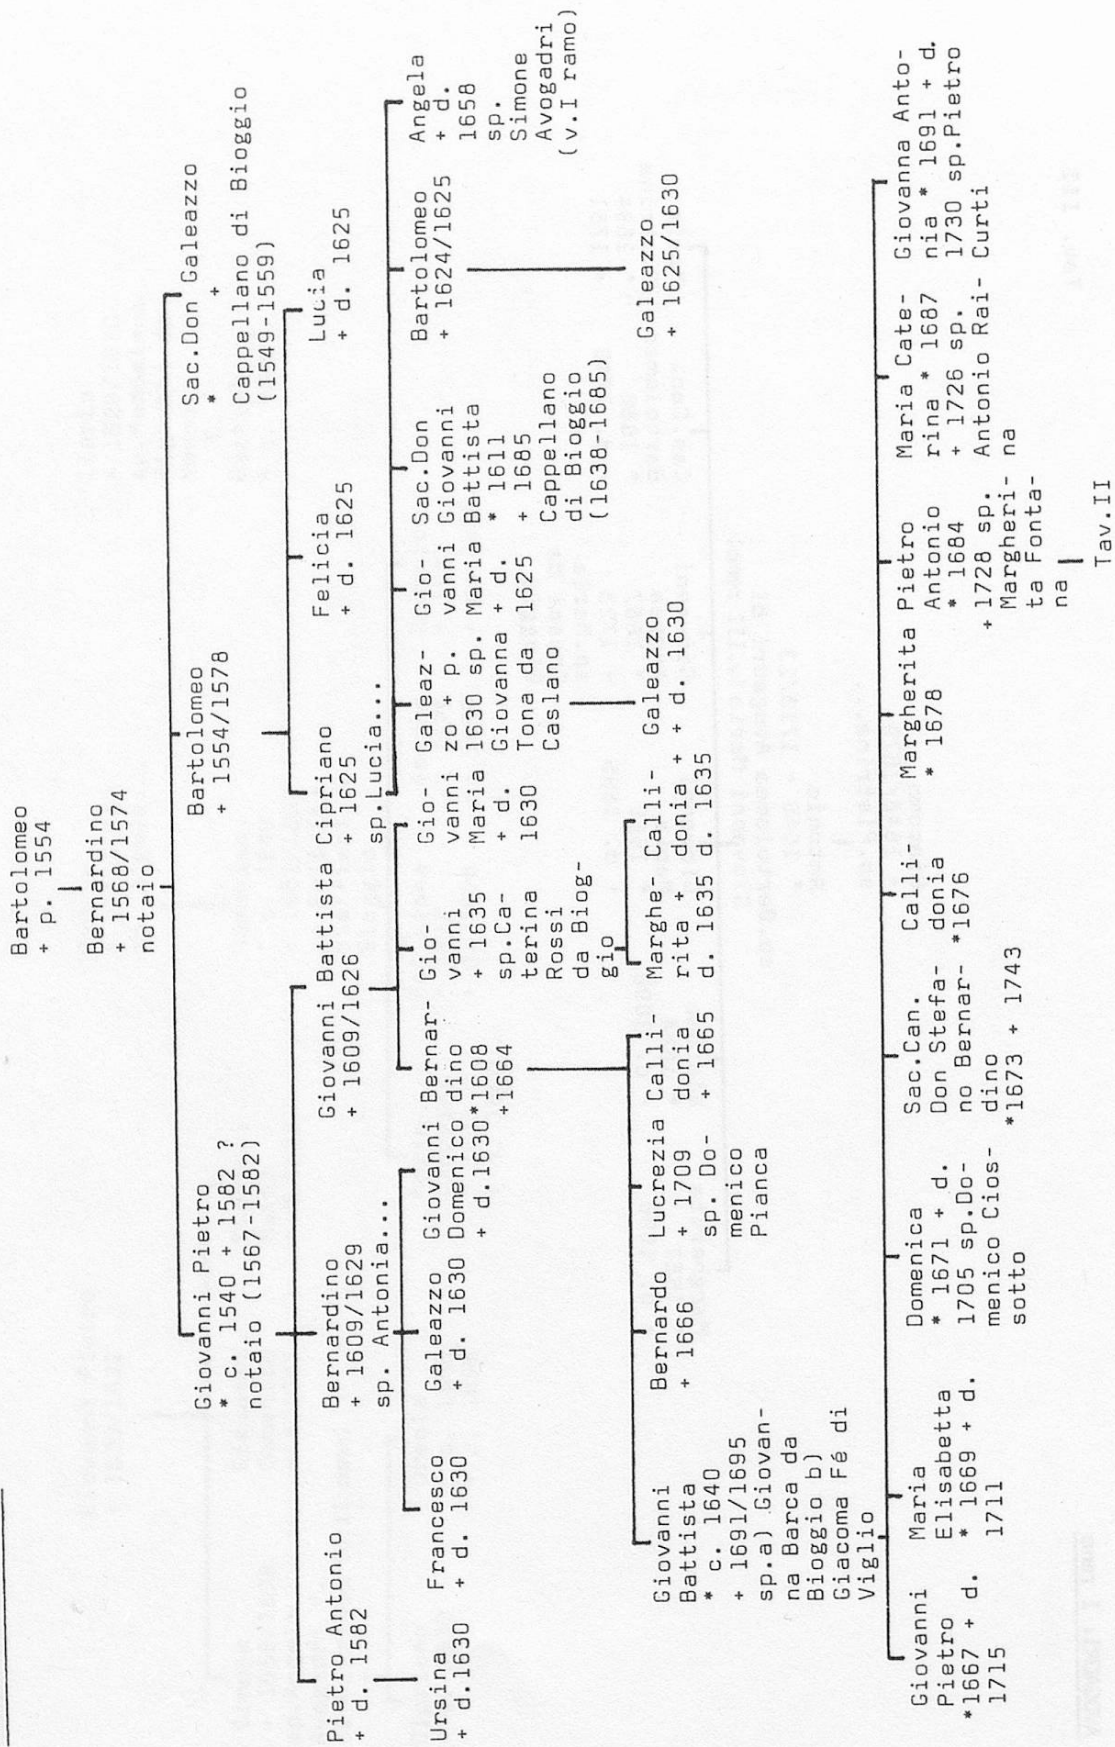 Bartolomeo
+ p. 1554
Bernardino
+ 1568/1574
notaio
Giovanni Pietro
* c. 1540 + 1582 ?
notaio (1567-1582)
Bartolomeo
+ 1554/1578
Sac.Don Galeazzo
* +
Cappellano di Bioggio
(1549-1559)
Pietro Antonio
+ d. 1582
Bernardino
+ 1609/1629
sp. Antonia...
Giovanni Battista
+ 1609/1626
Cipriano
+ 1625
sp.Lucia...
Felicia
+ d. 1625
Lucia
+ d. 1625
Ursina
+ d.1630
Francesco
+ d. 1630
Galeazzo
+ d. 1630
Giovanni
Domenico
+ d.1630
Bernar-
dino
*1608
+1664
Gio-
vanni
+ 1635
sp.Ca-
terina
Rossi
da Biog-
gio
Gio-
vanni
Maria
+ d.
1630
Galeaz-
zo + p.
1630 sp.
Giovanna
Tona da
Caslano
Gio-
vanni
Maria
+ d.
1625
Sac.Don
Giovanni
Battista
* 1611
+ 1685
Cappellano
di Bioggio
(1638-1685)
Bartolomeo
+ 1624/1625
Angela
+ d.
1658
sp.
Simone
Avogadri
(v.I ramo)
Giovanni
Battista
* c. 1640
+ 1691/1695
sp.a) Giovan-
na Barca da
Bioggio b)
Giacoma Fé di
Viglio
Bernardo
+ 1666
Lucrezia
+ 1709
sp. Do-
menico
Pianca
Calli-
donia
+ 1665
Marghe-
rita +
d. 1635
Calli-
donia +
d. 1635
Galeazzo
+ d. 1630
Galeazzo
+ 1625/1630
Giovanni
Pietro
*1667 + d.
1715
Maria
Elisabetta
* 1669 + d.
1711
Domenica
* 1671 + d.
1705 sp.Do-
menico Cios-
sotto
Sac.Can.
Don Stefa-
no Bernar-
dino
*1673 + 1743
Calli-
donia
*1676
Margherita
* 1678
Pietro
Antonio
* 1684
+1728 sp.
Margheri-
ta Fonta-
na
Maria Cate-
rina * 1687
+ 1726 sp.
Antonio Rai-
na
Giovanna Anto-
nia * 1691 + d.
1730 sp.Pietro
Curti
Tav.II